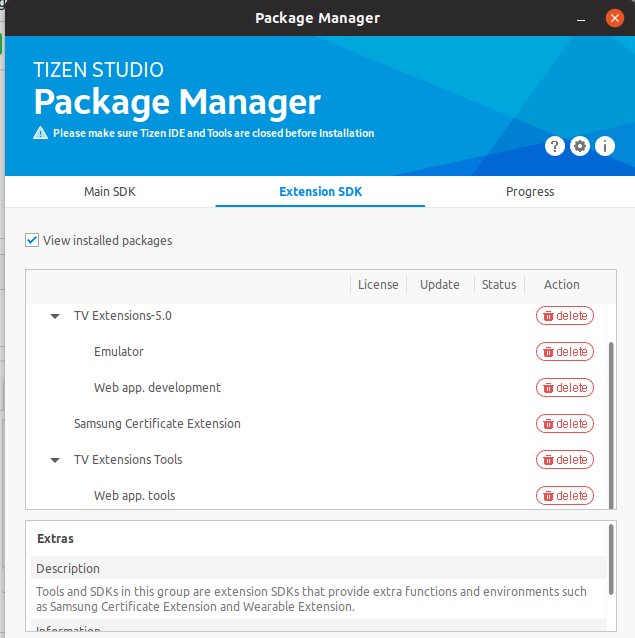 Package Manager
TIZEN STUDIO
Package Manager
Please make sure Tizen IDE and Tools are closed before Installation
Main SDK
Extension SDK
Progress
View installed packages
License Update Status Action
TV Extensions-5.0 delete
Emulator delete
Web app. development delete
Samsung Certificate Extension delete
TV Extensions Tools delete
Web app. tools delete
Extras
Description
Tools and SDKs in this group are extension SDKs that provide extra functions and environments such
as Samsung Certificate Extension and Wearable Extension.
Information